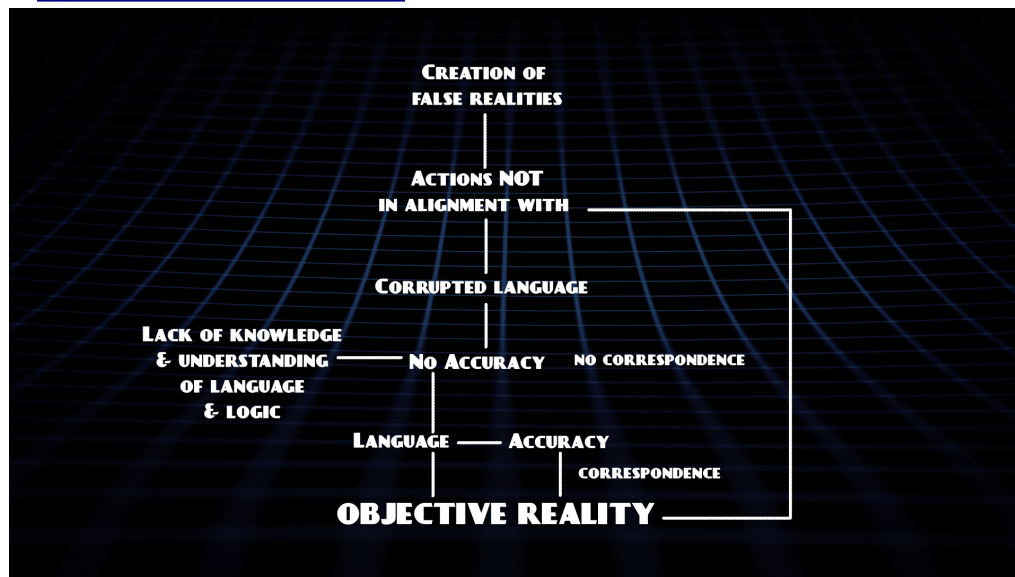 Creation of
false realities
Actions NOT
in alignment with
Corrupted language
Lack of knowledge
& understanding
of language
& logic
No Accuracy
no correspondence
Language
Accuracy
correspondence
OBJECTIVE REALITY